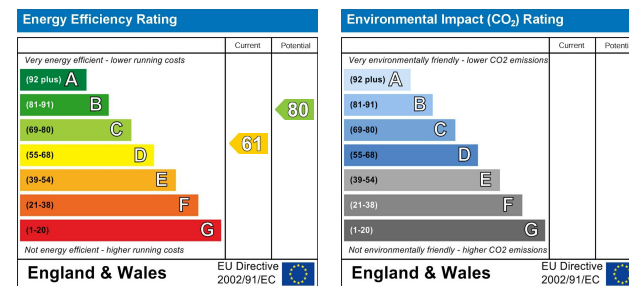 Energy Efficiency Rating
Current Potential
Very energy efficient - lower running costs
(92 plus) A
(81-91) B
80
(69-80) C
61
(55-68) D
(39-54) E
(21-38) F
(1-20) G
Not energy efficient - higher running costs
England & Wales
EU Directive
2002/91/EC
Environmental Impact (CO₂) Rating
Current Potential
Very environmentally friendly - lower CO2 emissions
(92 plus) A
(81-91) B
(69-80) C
(55-68) D
(39-54) E
(21-38) F
(1-20) G
Not environmentally friendly - higher CO2 emissions
England & Wales
EU Directive
2002/91/EC